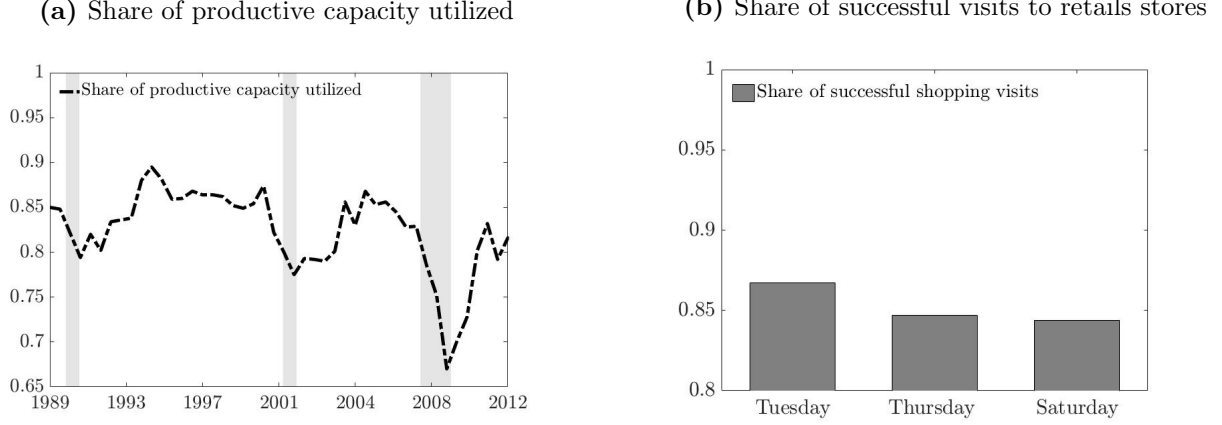 (a) Share of productive capacity utilized
1
Share of productive capacity utilized
0.95
0.9
0.85
0.8
0.75
0.7
0.65
1989 1993 1997 2001 2004 2008 2012
(b) Share of successful visits to retails stores
1
Share of successful shopping visits
0.95
0.9
0.85
0.8
Tuesday Thursday Saturday